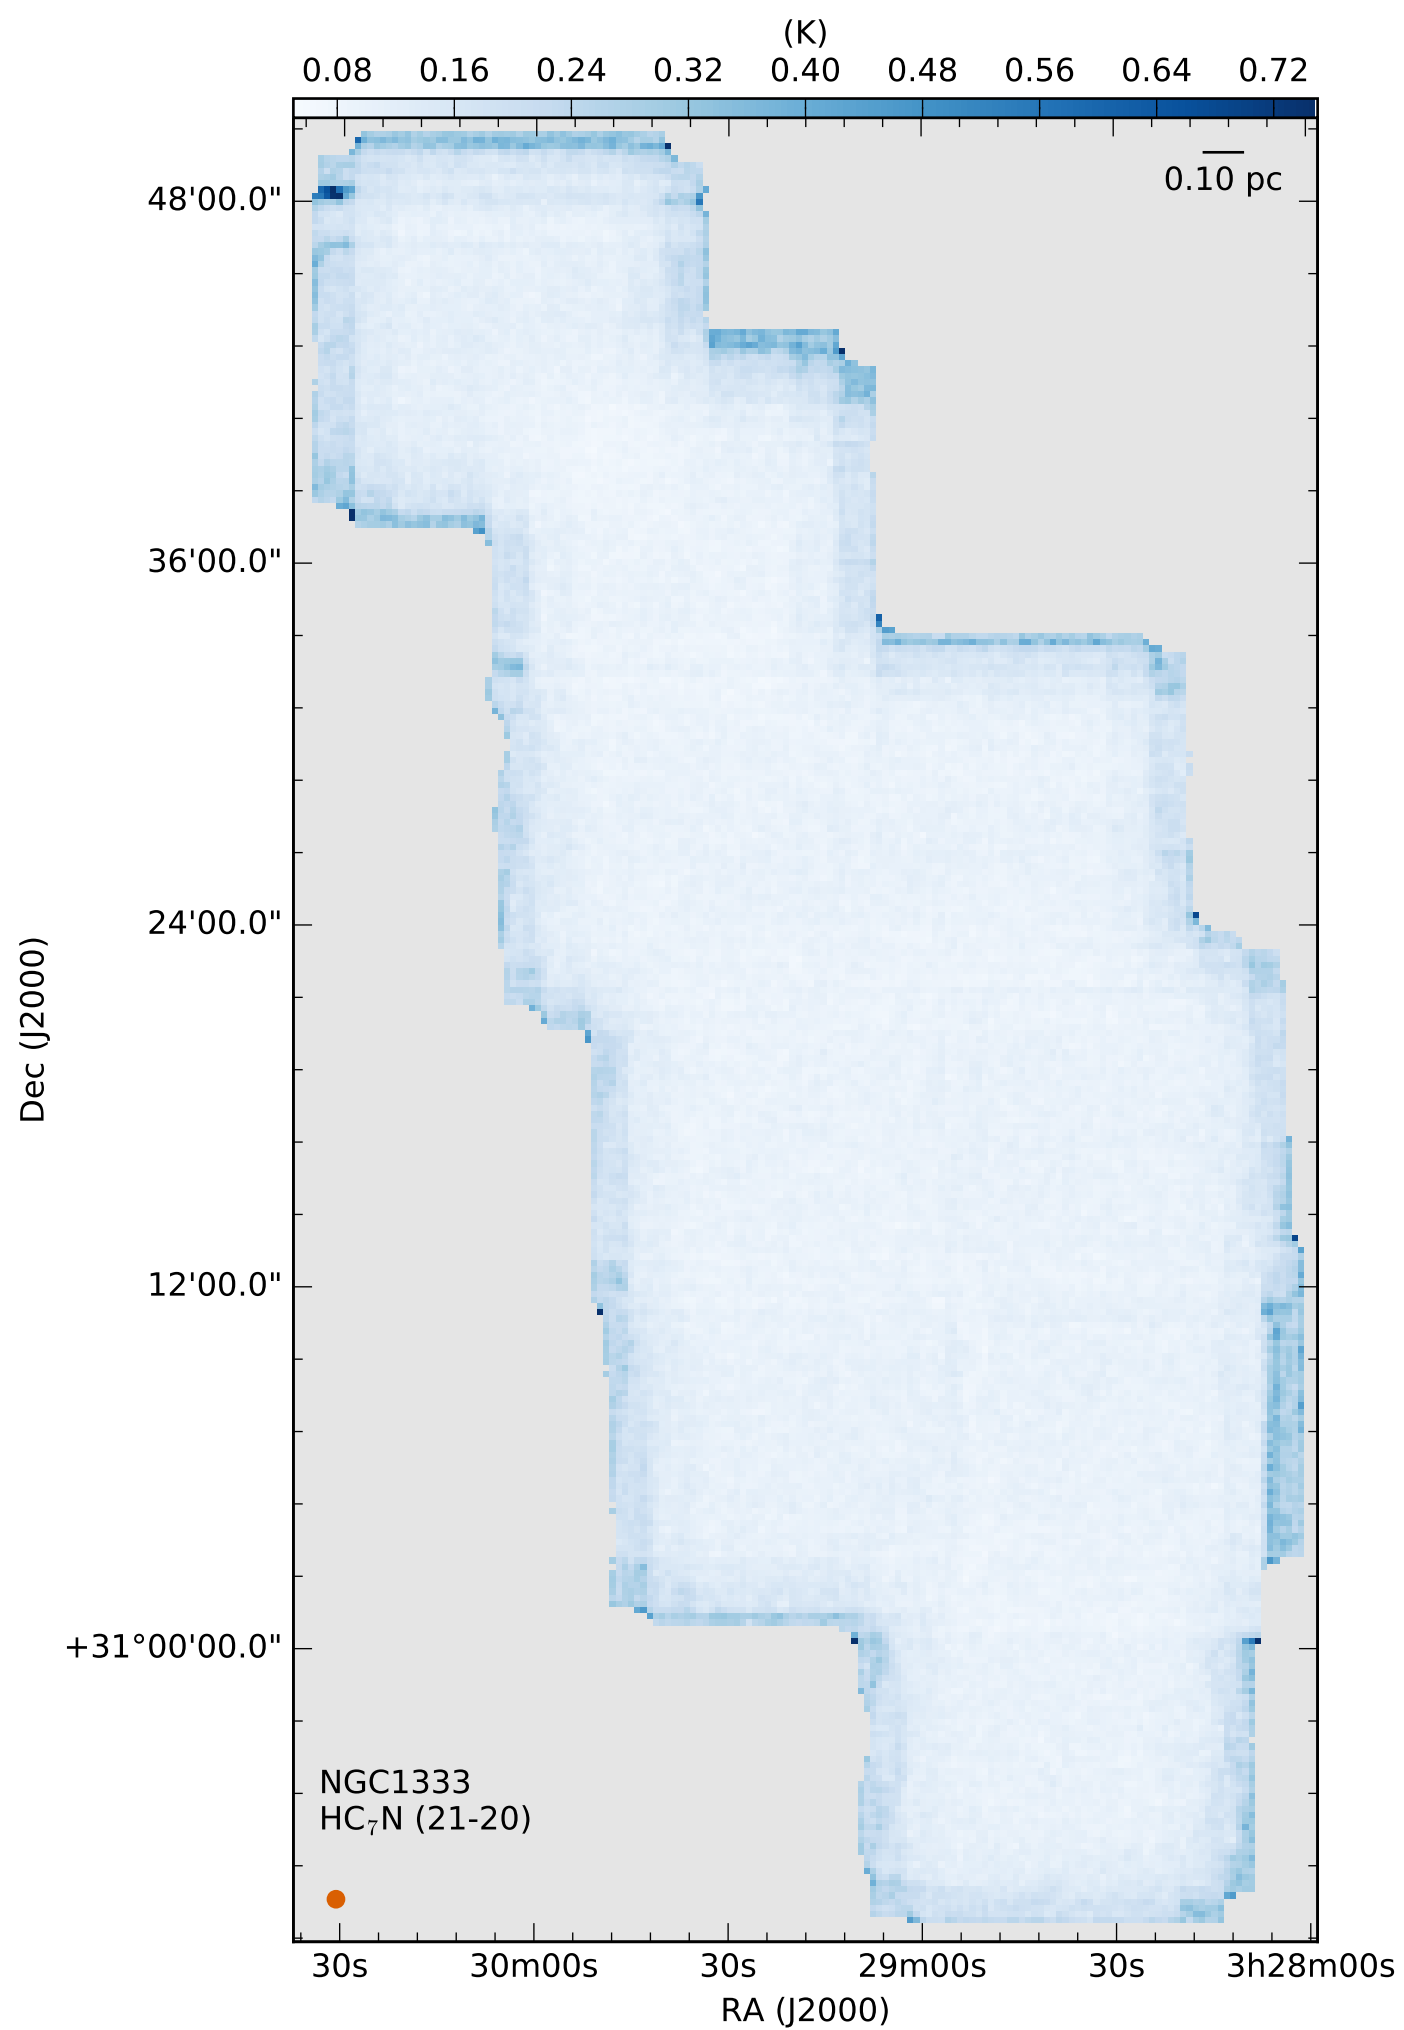 (K)
0.08 0.16 0.24 0.32 0.40 0.48 0.56 0.64 0.72
0.10 pc
48'00.0"
36'00.0"
24'00.0"
12'00.0"
+31°00'00.0"
Dec (J2000)
NGC1333
HC₇N (21-20)
30s 30m00s 30s 29m00s 30s 3h28m00s
RA (J2000)